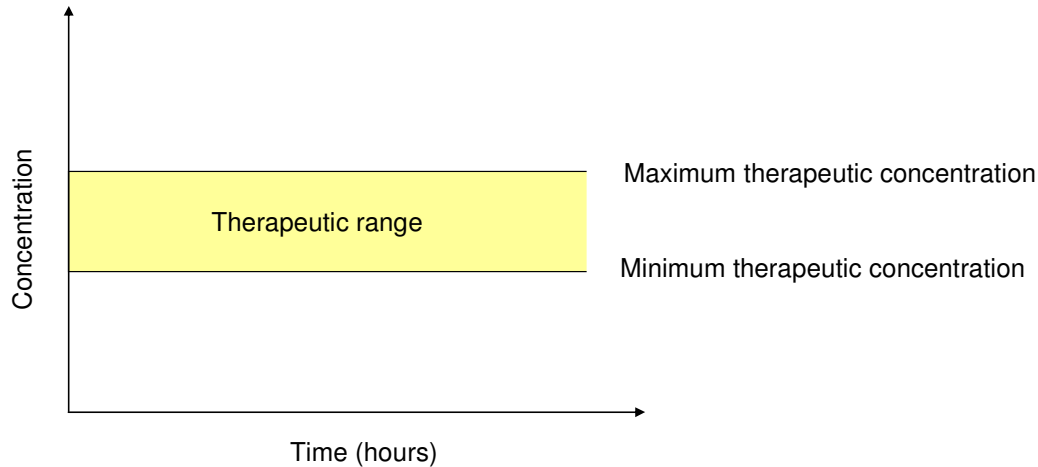 Maximum therapeutic concentration
Therapeutic range
Concentration
Minimum therapeutic concentration
Time (hours)